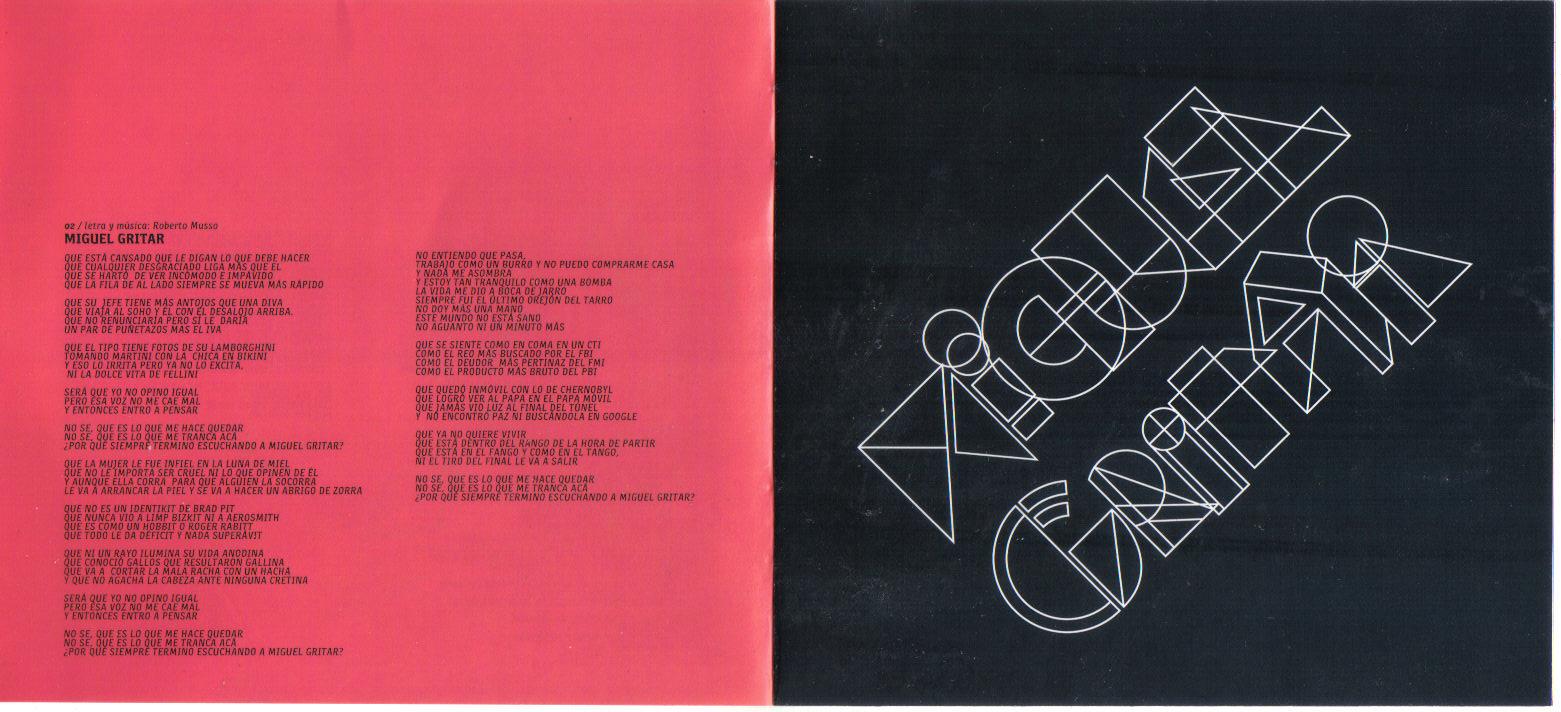 02 / letra y música: Roberto Musso
MIGUEL GRITAR
QUE ESTÁ CANSADO QUE LE DIGAN LO QUE DEBE HACER
QUE CUALQUIER DESGRACIADO LIGA MÁS QUE EL
QUE SE HARTÓ DE VER INCÓMODO E IMPÁVIDO
QUE LA FILA DE AL LADO SIEMPRE SE MUEVA MÁS RÁPIDO
QUE SU JEFE TIENE MÁS ANTOJOS QUE UNA DIVA
QUE VIAJA AL SOHO Y ÉL CON EL DESALOJO ARRIBA.
QUE NO RENUNCIARÍA PERO SÍ LE DARÍA
UN PAR DE PUÑETAZOS MÁS EL IVA
QUE EL TIPO TIENE FOTOS DE SU LAMBORGHINI
TOMANDO MARTINI CON LA CHICA EN BIKINI
Y ESO LO IRRITA PERO YA NO LO EXCITA,
NI LA DOLCE VITA DE FELLINI
SERÁ QUE YO NO OPINO IGUAL
PERO ESA VOZ NO ME CAE MAL
Y ENTONCES ENTRO A PENSAR
NO SE, QUE ES LO QUE ME HACE QUEDAR
NO SE, QUE ES LO QUE ME TRANCA ACÁ
¿POR QUÉ SIEMPRE TERMINO ESCUCHANDO A MIGUEL GRITAR?
QUE LA MUJER LE FUE INFIEL EN LA LUNA DE MIEL
QUE NO LE IMPORTA SER CRUEL NI LO QUE OPINEN DE ÉL
Y AUNQUE ELLA CORRA PARA QUE ALGUIEN LA SOCORRA
LE VA A ARRANCAR LA PIEL Y SE VA A HACER UN ABRIGO DE ZORRA
QUE NO ES UN IDENTIKIT DE BRAD PIT
QUE NUNCA VIO A LIMP BIZKIT NI A AEROSMITH
QUE ES COMO UN HOBBIT O ROGER RABITT
QUE TODO LE DA DÉFICIT Y NADA SUPERÁVIT
QUE NI UN RAYO ILUMINA SU VIDA ANODINA
QUE CONOCIÓ GALLOS QUE RESULTARON GALLINA
QUE VA A CORTAR LA MALA RACHA CON UN HACHA
Y QUE NO AGACHA LA CABEZA ANTE NINGUNA CRETINA
SERÁ QUE YO NO OPINO IGUAL
PERO ESA VOZ NO ME CAE MAL
Y ENTONCES ENTRO A PENSAR
NO SE, QUE ES LO QUE ME HACE QUEDAR
NO SE, QUE ES LO QUE ME TRANCA ACÁ
¿POR QUÉ SIEMPRE TERMINO ESCUCHANDO A MIGUEL GRITAR?
NO ENTIENDO QUE PASA,
TRABAJO COMO UN BURRO Y NO PUEDO COMPRARME CASA
Y NADA ME ASOMBRA
Y ESTOY TAN TRANQUILO COMO UNA BOMBA
LA VIDA ME DIO A BOCA DE JARRO
SIEMPRE FUI EL ÚLTIMO OREJÓN DEL TARRO
NO DOY MÁS UNA MANO
ESTE MUNDO NO ESTÁ SANO
NO AGUANTO NI UN MINUTO MÁS
QUE SE SIENTE COMO EN COMA EN UN CTI
COMO EL REO MÁS BUSCADO POR EL FBI
COMO EL DEUDOR MÁS PERTINAZ DEL FMI
COMO EL PRODUCTO MÁS BRUTO DEL PBI
QUE QUEDÓ INMÓVIL CON LO DE CHERNOBYL
QUE LOGRÓ VER AL PAPA EN EL PAPA MÓVIL
QUE JAMÁS VIO LUZ AL FINAL DEL TÚNEL
Y NO ENCONTRÓ PAZ NI BUSCÁNDOLA EN GOOGLE
QUE YA NO QUIERE VIVIR
QUE ESTÁ DENTRO DEL RANGO DE LA HORA DE PARTIR
QUE ESTÁ EN EL FANGO Y COMO EN EL TANGO,
NI EL TIRO DEL FINAL LE VA A SALIR
NO SE, QUE ES LO QUE ME HACE QUEDAR
NO SE, QUE ES LO QUE ME TRANCA ACÁ
¿POR QUÉ SIEMPRE TERMINO ESCUCHANDO A MIGUEL GRITAR?
MIGUEL
GRITAR